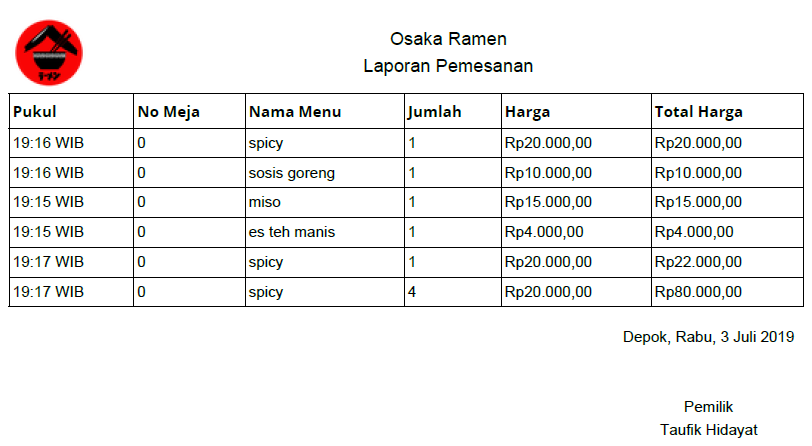 Osaka Ramen
Laporan Pemesanan
Pukul No Meja Nama Menu Jumlah Harga Total Harga
19:16 WIB 0 spicy 1 Rp20.000,00 Rp20.000,00
19:16 WIB 0 sosis goreng 1 Rp10.000,00 Rp10.000,00
19:15 WIB 0 miso 1 Rp15.000,00 Rp15.000,00
19:15 WIB 0 es teh manis 1 Rp4.000,00 Rp4.000,00
19:17 WIB 0 spicy 1 Rp20.000,00 Rp22.000,00
19:17 WIB 0 spicy 4 Rp20.000,00 Rp80.000,00
Depok, Rabu, 3 Juli 2019
Pemilik
Taufik Hidayat